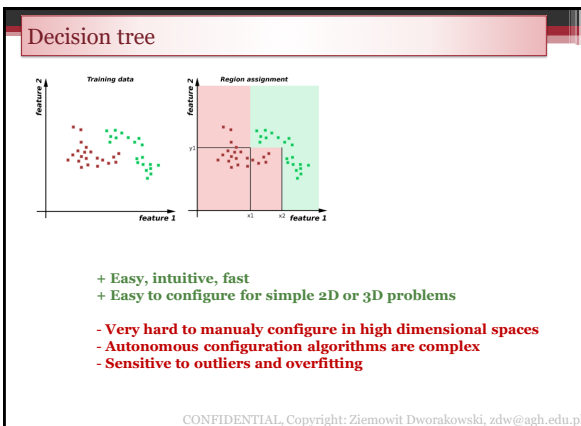 Decision tree
Training data
feature 2
feature 1
Region assignment
feature 2
y1
x1
x2
feature 1
+ Easy, intuitive, fast
+ Easy to configure for simple 2D or 3D problems
- Very hard to manualy configure in high dimensional spaces
- Autonomous configuration algorithms are complex
- Sensitive to outliers and overfitting
CONFIDENTIAL, Copyright: Ziemowit Dworakowski, zdw@agh.edu.p